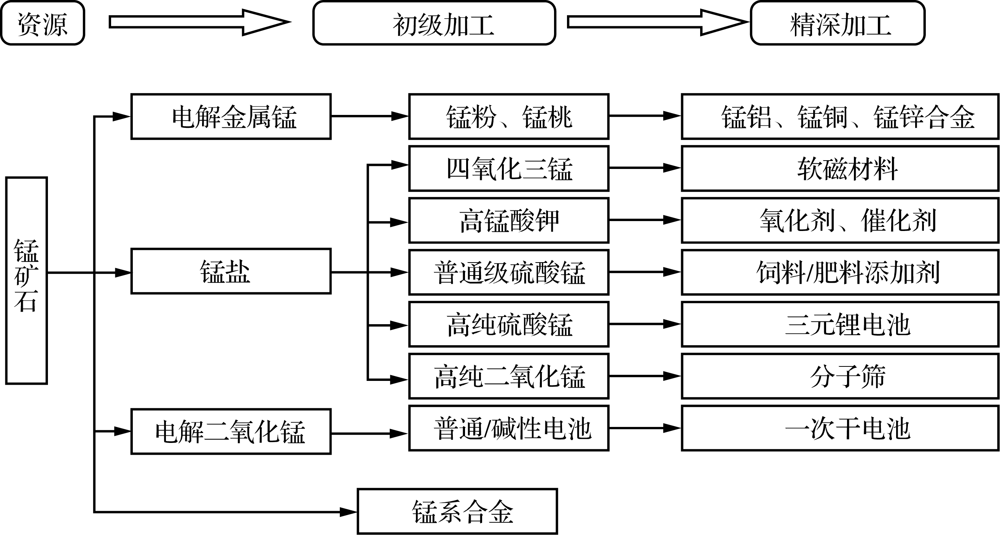 资源
初级加工
精深加工
电解金属锰
锰粉、锰桃
锰铝、锰铜、锰锌合金
四氧化三锰
软磁材料
高锰酸钾
氧化剂、催化剂
锰矿石
锰盐
普通级硫酸锰
饲料/肥料添加剂
高纯硫酸锰
三元锂电池
高纯二氧化锰
分子筛
电解二氧化锰
普通/碱性电池
一次干电池
锰系合金